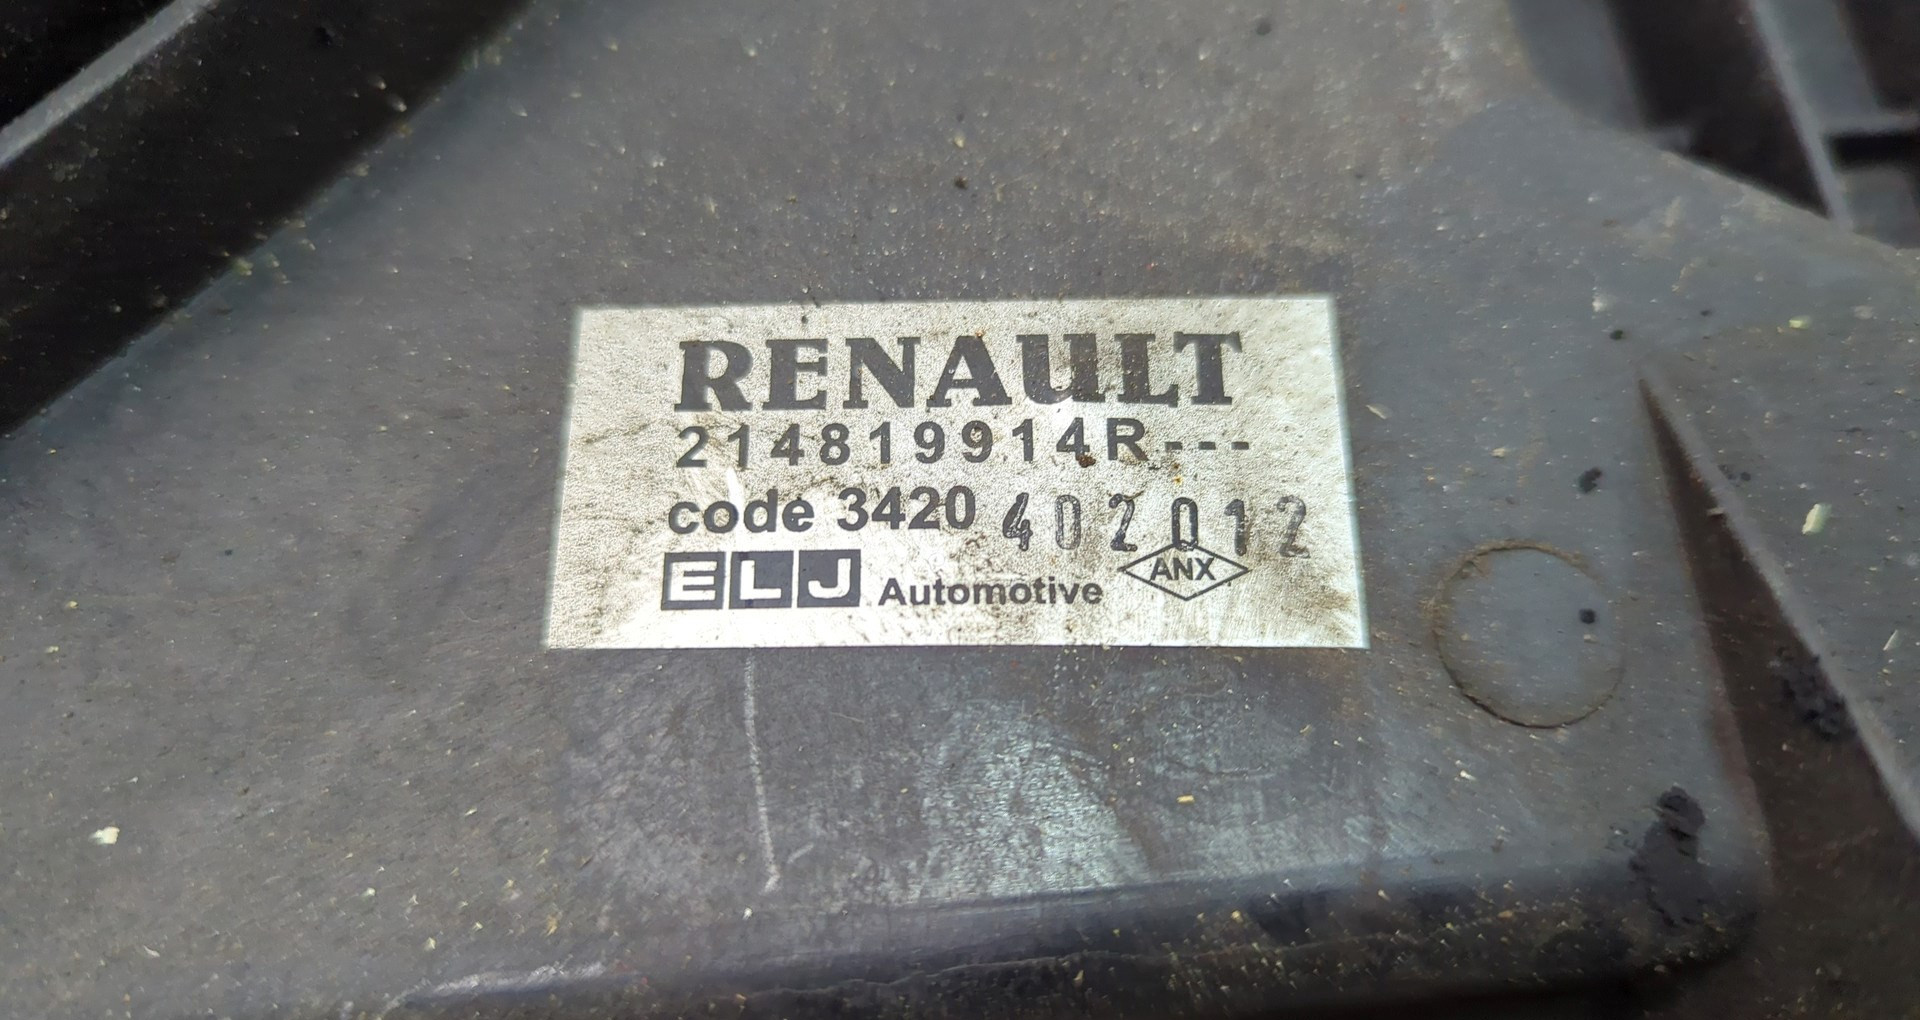 RENAULT
214819914R---
code 3420 402012
ELJ Automotive ANX